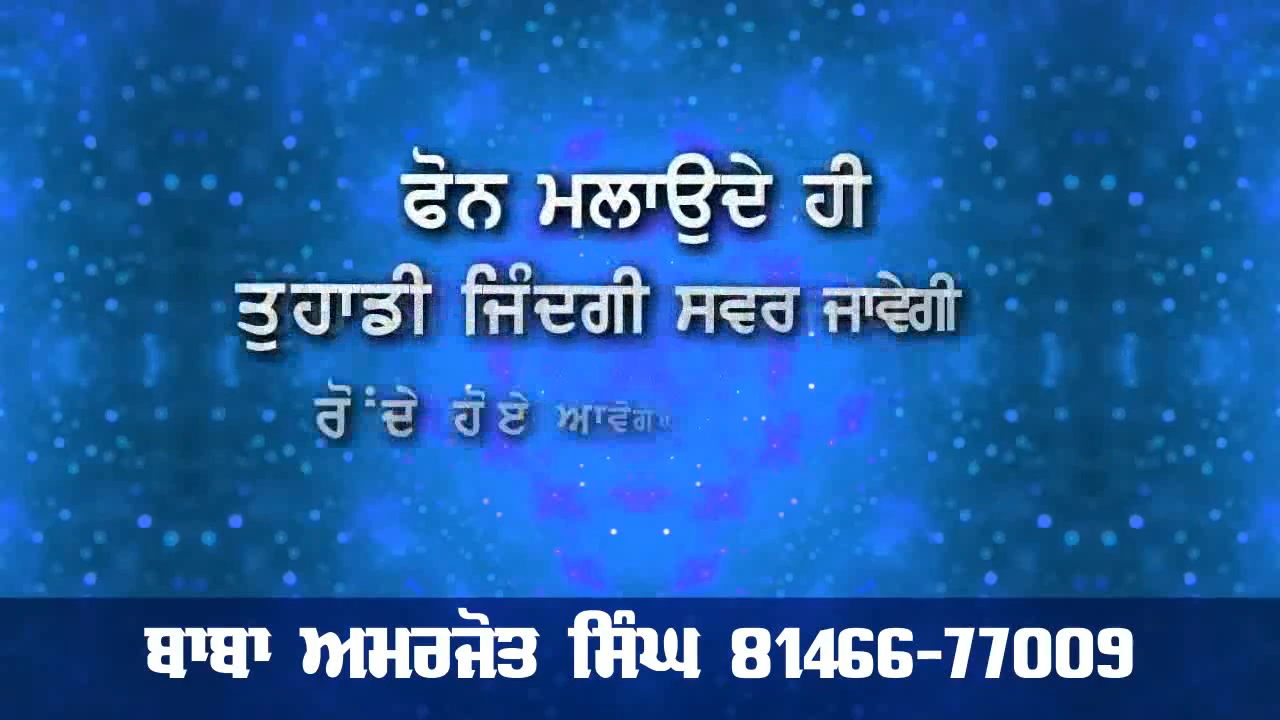 ਫੋਨ ਮਲਾਉਦੇ ਹੀ
ਤੁਹਾਡੀ ਜਿੰਦਗੀ ਸਵਰ ਜਾਵੇਗੀ
ਰੋਂਦੇ ਹੋਏ
ਬਾਬਾ ਅਮਰਜੋਤ ਸਿੰਘ 81466-77009